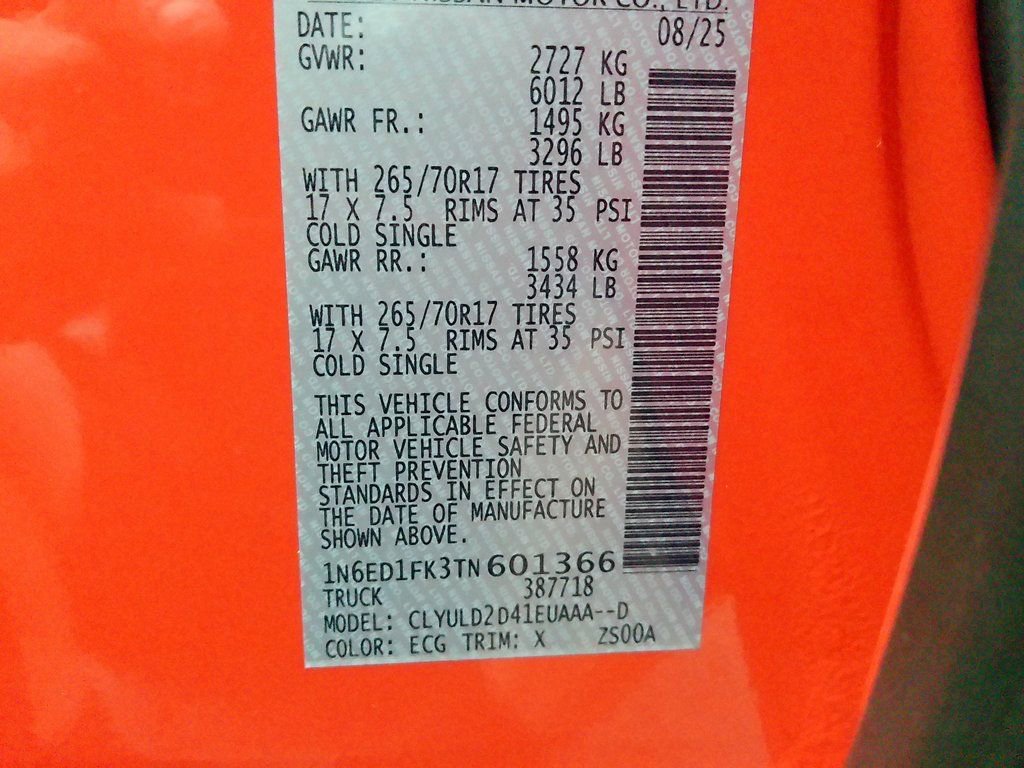 NISSAN MOTOR CO., LTD.
DATE: 08/25
GVWR: 2727 KG
6012 LB
GAWR FR.: 1495 KG
3296 LB
WITH 265/70R17 TIRES
17 X 7.5 RIMS AT 35 PSI
COLD SINGLE
GAWR RR.: 1558 KG
3434 LB
WITH 265/70R17 TIRES
17 X 7.5 RIMS AT 35 PSI
COLD SINGLE
THIS VEHICLE CONFORMS TO
ALL APPLICABLE FEDERAL
MOTOR VEHICLE SAFETY AND
THEFT PREVENTION
STANDARDS IN EFFECT ON
THE DATE OF MANUFACTURE
SHOWN ABOVE.
1N6ED1FK3TN601366
TRUCK 387718
MODEL: CLYULD2D41EUAAA--D
COLOR: ECG TRIM: X ZS00A